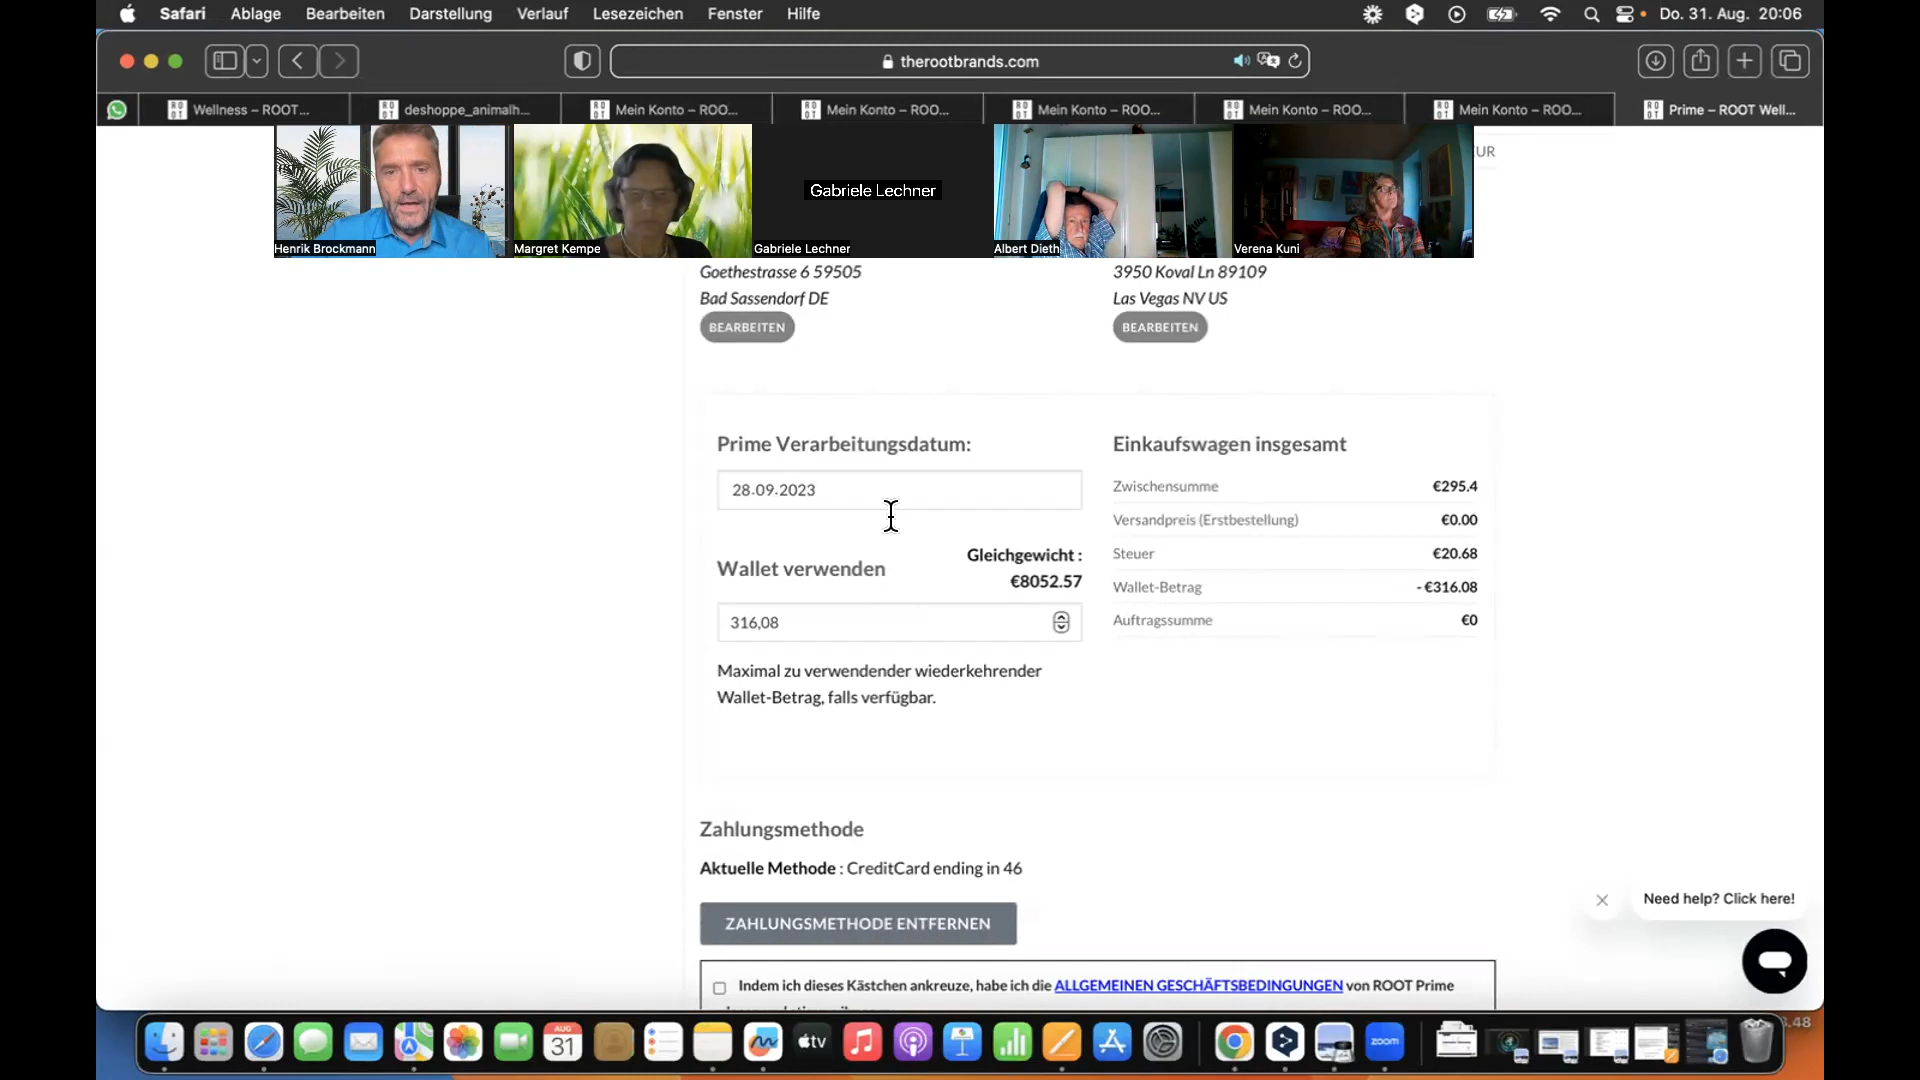 Safari Ablage Bearbeiten Darstellung Verlauf Lesezeichen Fenster Hilfe
Do. 31. Aug. 20:06
therootbrands.com
Wellness – ROOT...
deshoppe_animalh...
Mein Konto – ROO...
Mein Konto – ROO...
Mein Konto – ROO...
Mein Konto – ROO...
Mein Konto – ROO...
Prime – ROOT Well...
UR
Gabriele Lechner
Henrik Brockmann
Margret Kempe
Gabriele Lechner
Albert Dieth
Verena Kuni
Goethestrasse 6 59505
Bad Sassendorf DE
BEARBEITEN
3950 Koval Ln 89109
Las Vegas NV US
BEARBEITEN
Prime Verarbeitungsdatum:
28.09.2023
Wallet verwenden
Gleichgewicht :
€8052.57
316,08
Maximal zu verwendender wiederkehrender
Wallet-Betrag, falls verfügbar.
Einkaufswagen insgesamt
Zwischensumme €295.4
Versandpreis (Erstbestellung) €0.00
Steuer €20.68
Wallet-Betrag - €316.08
Auftragssumme €0
Zahlungsmethode
Aktuelle Methode : CreditCard ending in 46
ZAHLUNGSMETHODE ENTFERNEN
Indem ich dieses Kästchen ankreuze, habe ich die ALLGEMEINEN GESCHÄFTSBEDINGUNGEN von ROOT Prime
Need help? Click here!
AUG
31
tv
zoom
3.48